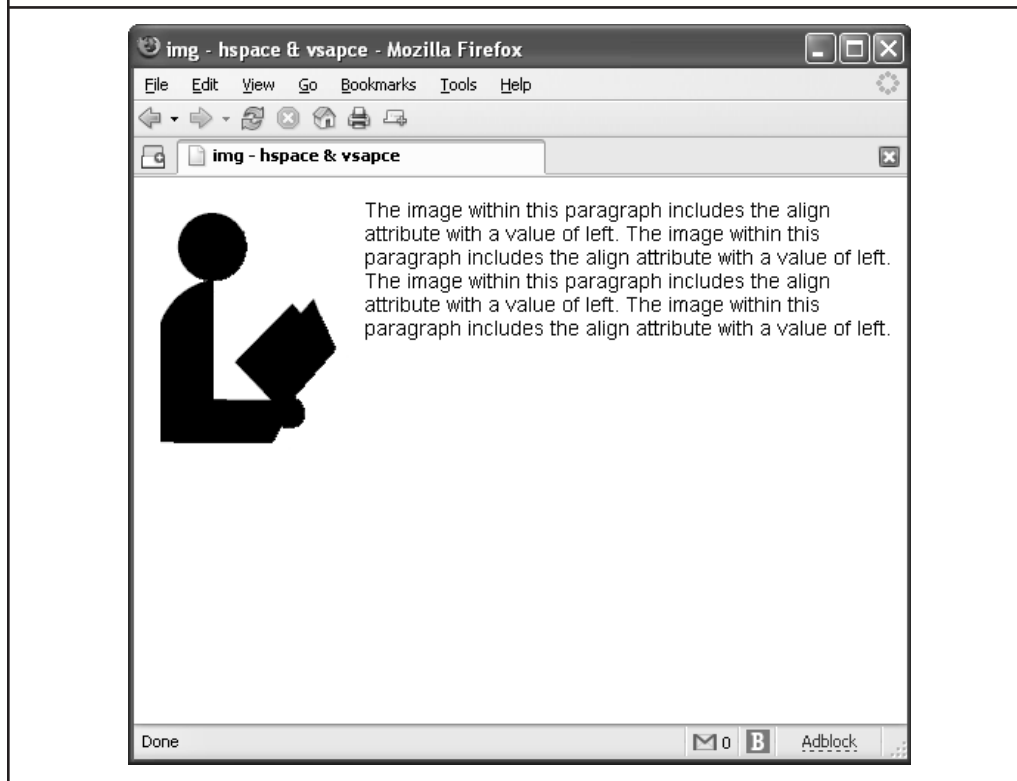 img - hspace & vsapce - Mozilla Firefox
File Edit View Go Bookmarks Tools Help
img - hspace & vsapce
The image within this paragraph includes the align
attribute with a value of left. The image within this
paragraph includes the align attribute with a value of left.
The image within this paragraph includes the align
attribute with a value of left. The image within this
paragraph includes the align attribute with a value of left.
Done 0 B Adblock